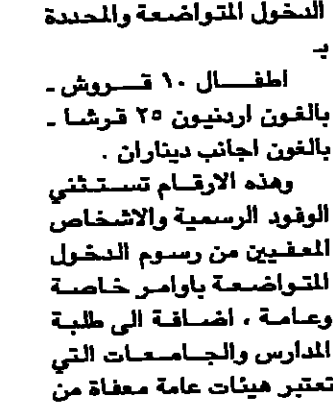 الدخول المتواضعة والمحددة
بـ
اطفال ١٠ قروش ـ
بالغون اردنيون ٢٥ قرشا ـ
بالغون اجانب ديناران .
وهذه الارقام تستثني
الوفود الرسمية والاشخاص
المعفيين من رسوم الدخول
المتواضعة باوامر خاصة
وعامة ، اضافة الى طلبة
المدارس والجامعات التي
تعتبر هيئات عامة معفاة من